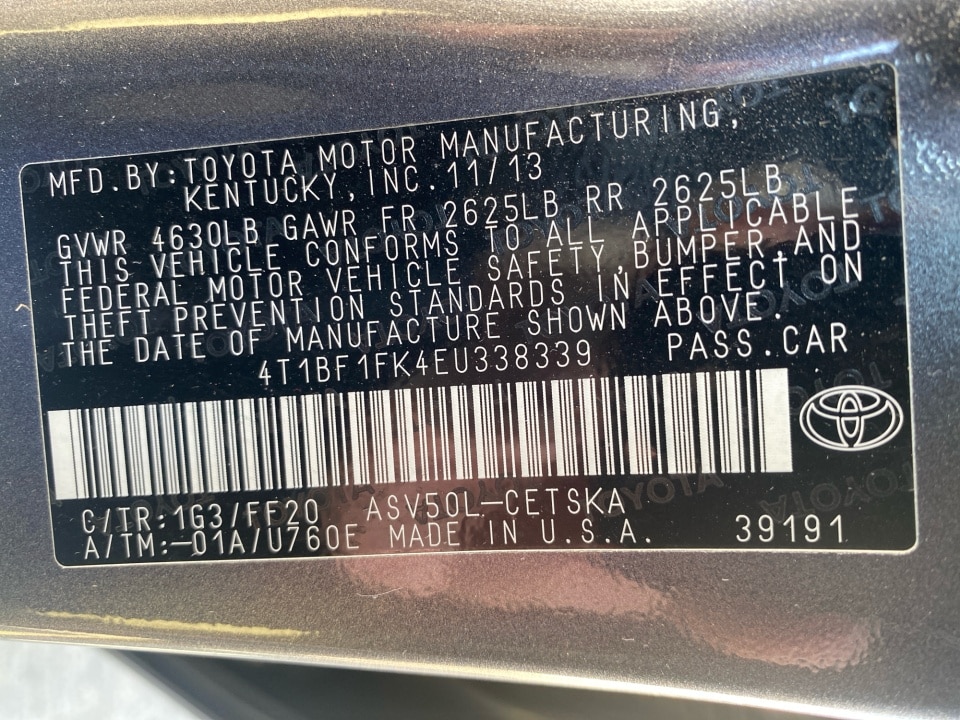 MFD.BY:TOYOTA MOTOR MANUFACTURING,
KENTUCKY, INC.11/13
GVWR 4630LB GAWR FR 2625LB RR 2625LB
THIS VEHICLE CONFORMS TO ALL APPLICABLE
FEDERAL MOTOR VEHICLE SAFETY,BUMPER,AND
THEFT PREVENTION STANDARDS IN EFFECT ON
THE DATE OF MANUFACTURE SHOWN ABOVE.
4T1BF1FK4EU338339 PASS.CAR
C/TR:1G3/FF20 ASV50L-CETSKA
A/TM:-01A/U760E MADE IN U.S.A. 39191